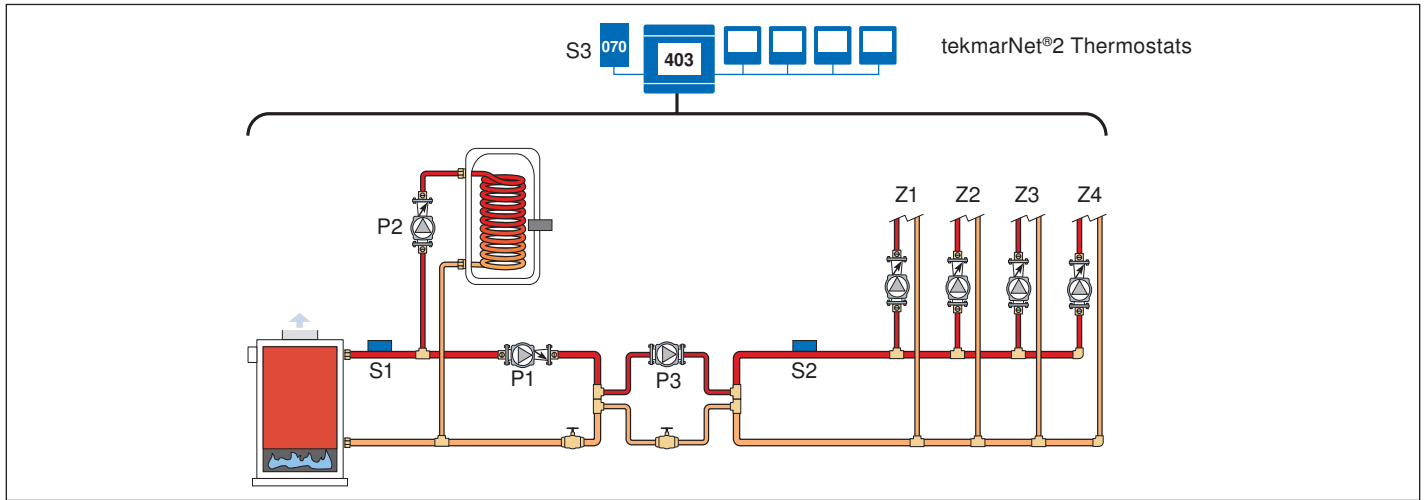 S3
070
403
tekmarNet®2 Thermostats
P2
Z1
Z2
Z3
Z4
S1
P1
P3
S2